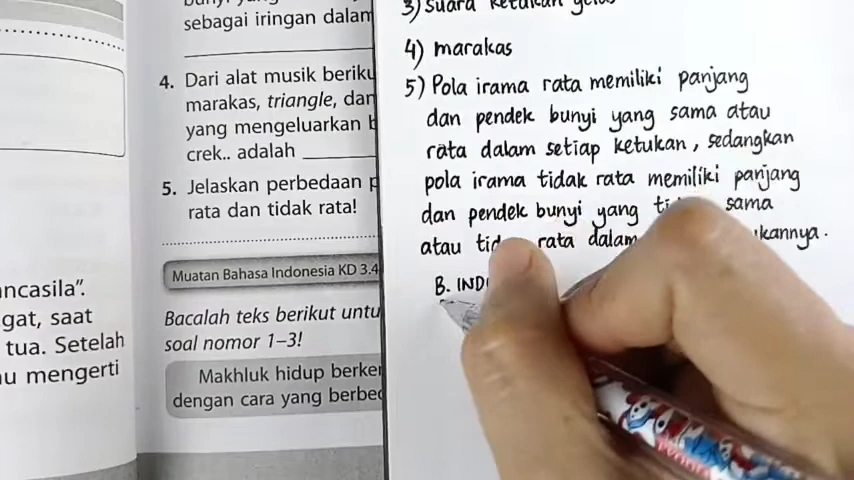 sebagai iringan dalam
4. Dari alat musik beriku
marakas, triangle, dan
yang mengeluarkan b
crek.. adalah
5. Jelaskan perbedaan p
rata dan tidak rata!
Muatan Bahasa Indonesia KD 3.4
Bacalah teks berikut untu
soal nomor 1–3!
Makhluk hidup berke
dengan cara yang berbe
ncasila”.
gat, saat
tua. Setelah
u mengerti
3) suara ketukan
4) marakas
5) Pola irama rata memiliki panjang
dan pendek bunyi yang sama atau
rata dalam setiap ketukan, sedangkan
pola irama tidak rata memiliki panjang
dan pendek bunyi yang sama
atau rata dalam kannya.
B. IND